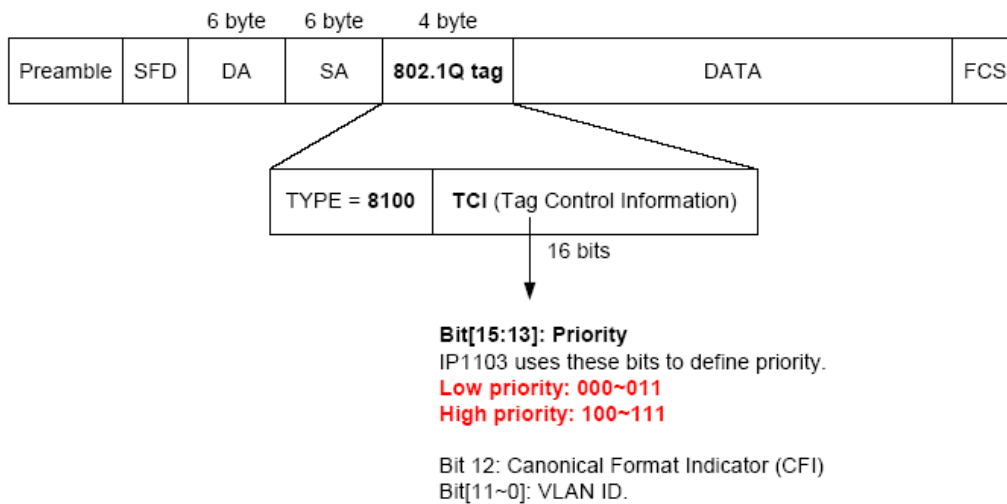 6 byte 6 byte 4 byte
Preamble SFD DA SA 802.1Q tag DATA FCS
TYPE = 8100 TCI (Tag Control Information)
16 bits
Bit[15:13]: Priority
IP1103 uses these bits to define priority.
Low priority: 000~011
High priority: 100~111
Bit 12: Canonical Format Indicator (CFI)
Bit[11~0]: VLAN ID.